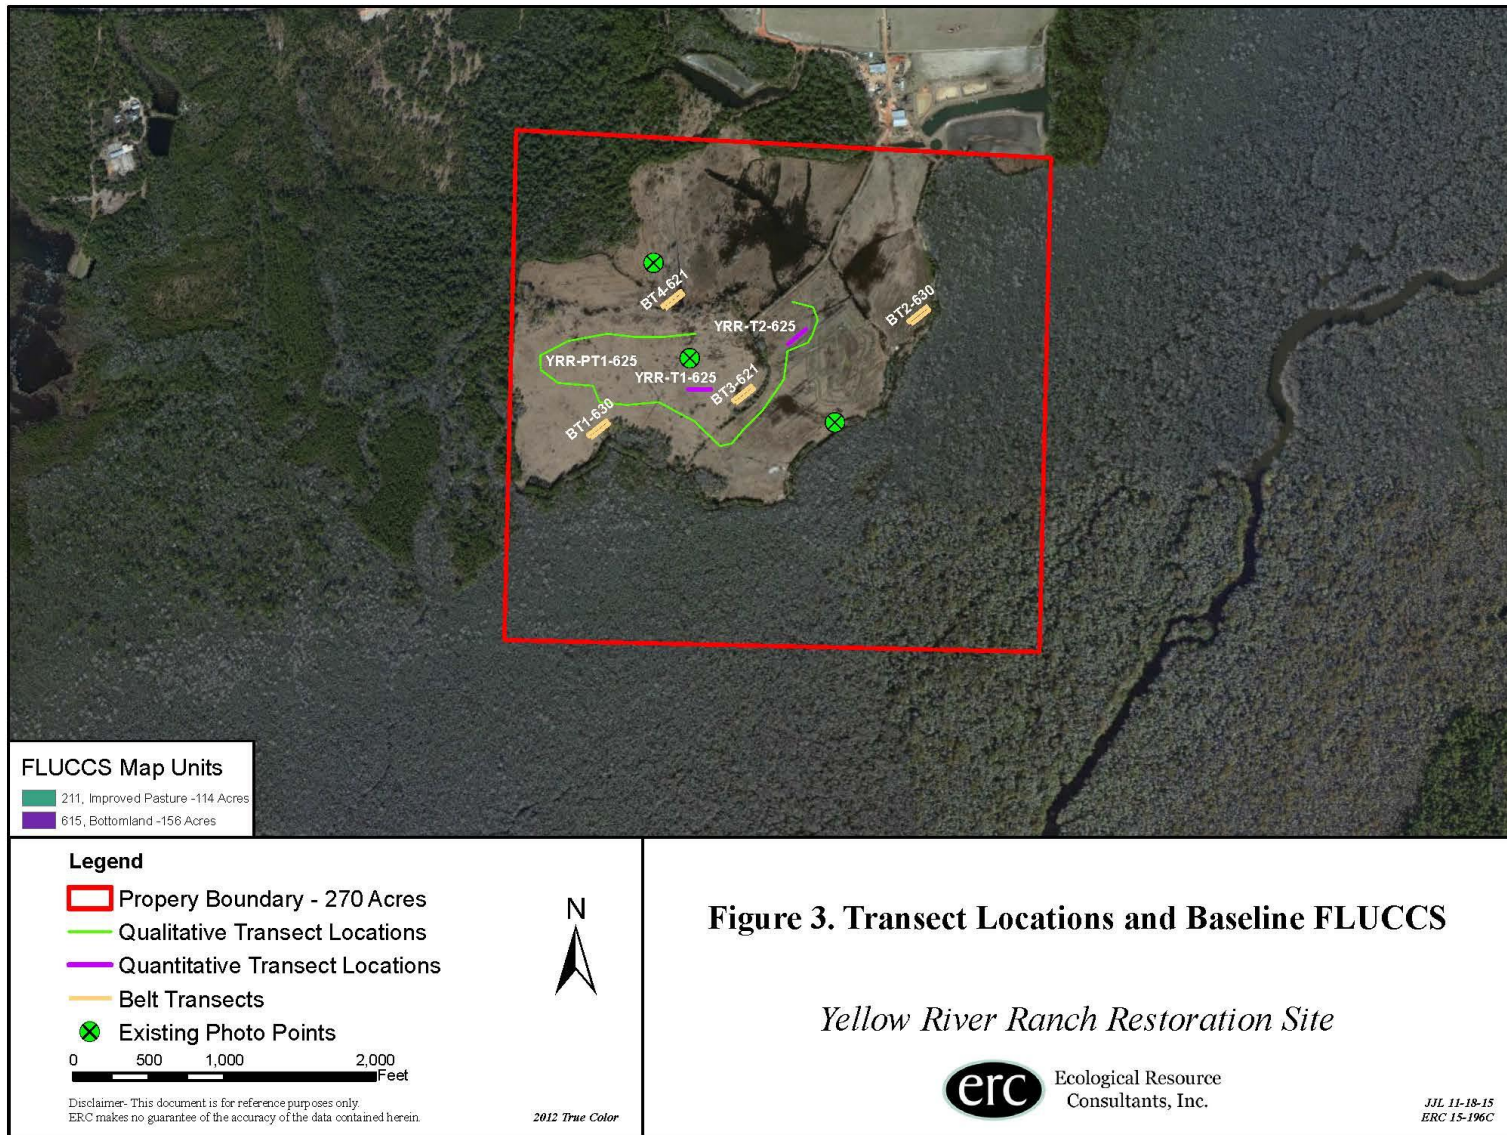 BT4-621
BT2-630
YRR-T2-625
YRR-PT1-625
YRR-T1-625
BT3-621
BT1-630
FLUCCS Map Units
211, Improved Pasture -114 Acres
615, Bottomland -156 Acres
Legend
Propery Boundary - 270 Acres
Qualitative Transect Locations
Quantitative Transect Locations
Belt Transects
Existing Photo Points
0 500 1,000 2,000
Feet
Disclaimer- This document is for reference purposes only.
ERC makes no guarantee of the accuracy of the data contained herein.
N
2012 True Color
Figure 3. Transect Locations and Baseline FLUCCS
Yellow River Ranch Restoration Site
erc
Ecological Resource
Consultants, Inc.
JJL 11-18-15
ERC 15-196C